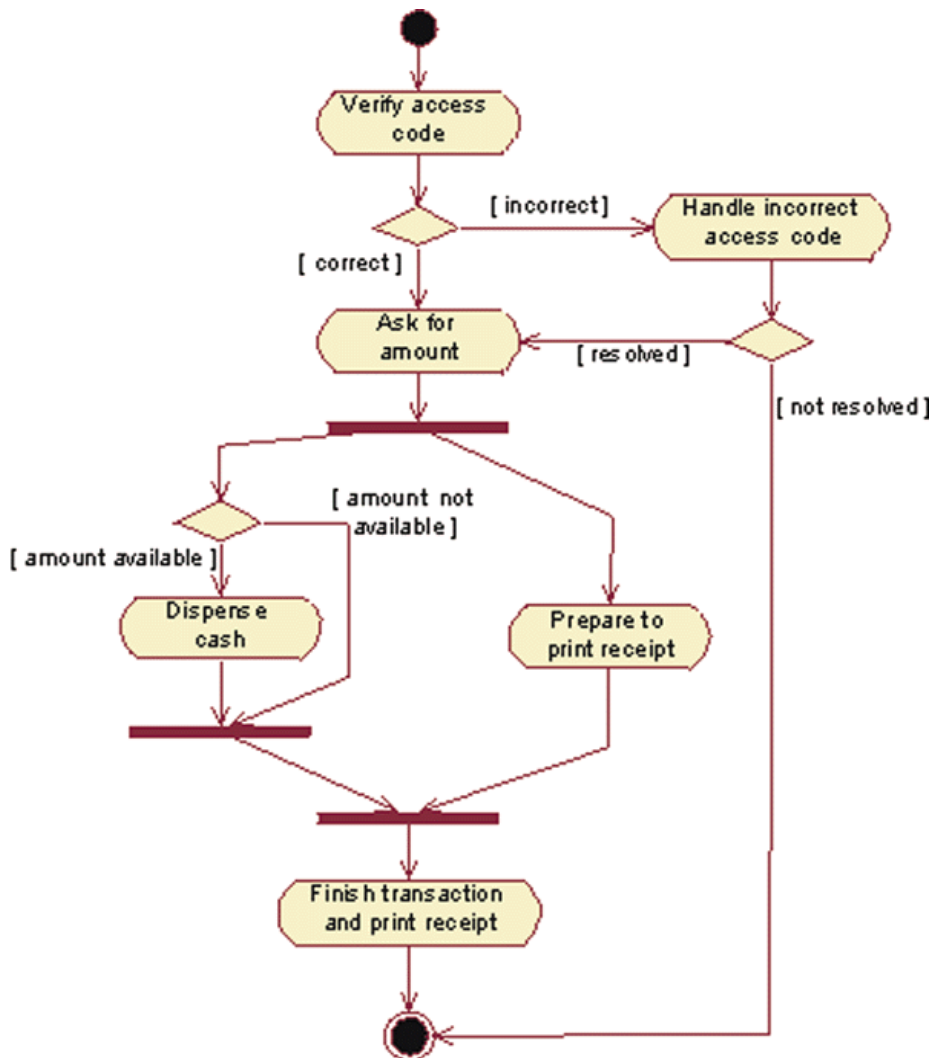 Verify access
code
[ incorrect]
Handle incorrect
access code
[ correct ]
Ask for
amount
[ resolved ]
[ not resolved ]
[ amount not
available ]
[ amount available ]
Dispense
cash
Prepare to
print receipt
Finish transaction
and print receipt